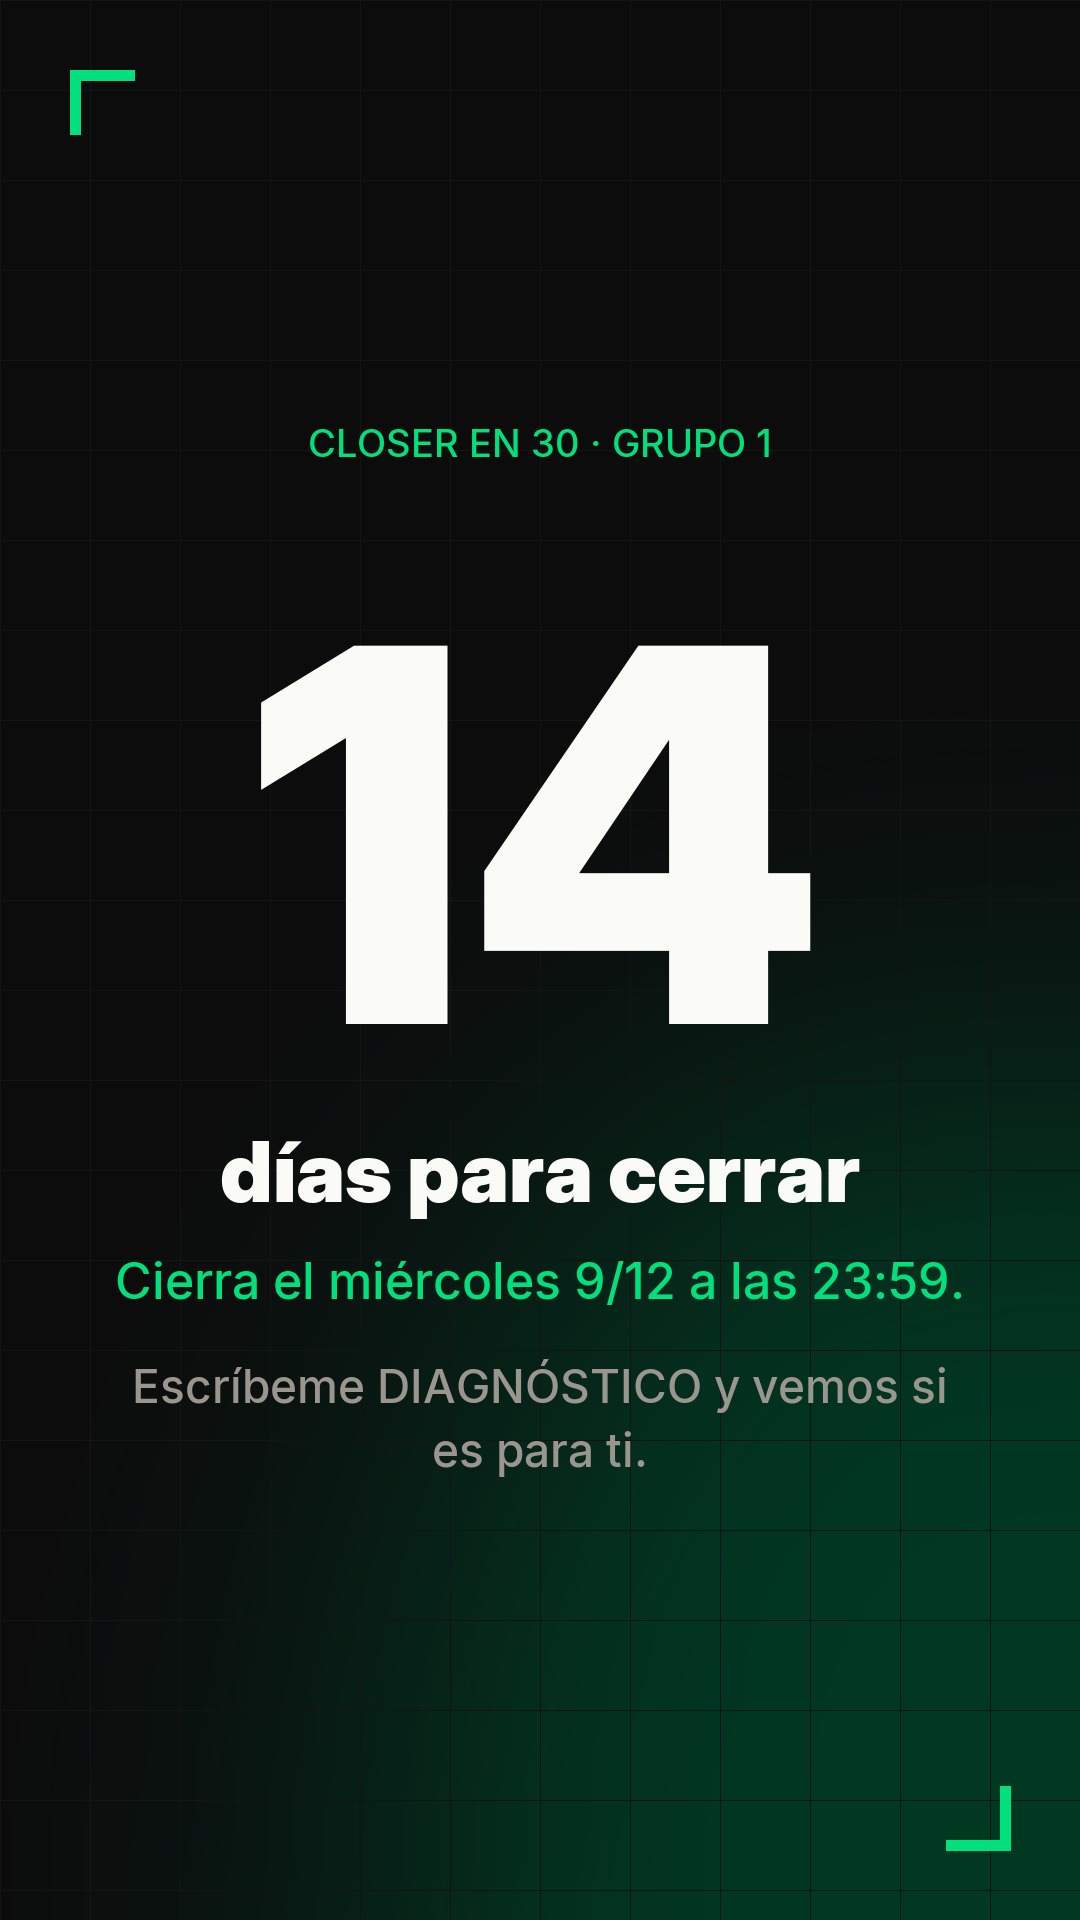 CLOSER EN 30 · GRUPO 1
14
días para cerrar
Cierra el miércoles 9/12 a las 23:59.
Escríbeme DIAGNÓSTICO y vemos si
es para ti.